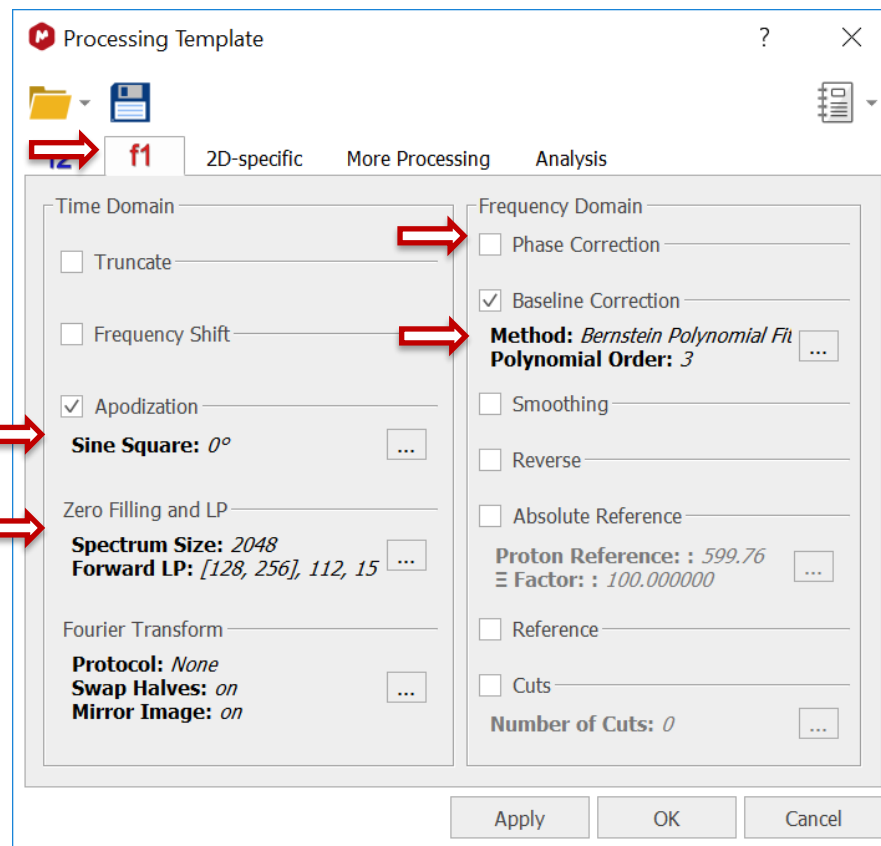 Processing Template
?
f1 2D-specific More Processing Analysis
Time Domain
Truncate
Frequency Shift
Apodization
Sine Square: 0°
...
Zero Filling and LP
Spectrum Size: 2048
Forward LP: [128, 256], 112, 15
...
Fourier Transform
Protocol: None
Swap Halves: on
Mirror Image: on
...
Frequency Domain
Phase Correction
Baseline Correction
Method: Bernstein Polynomial Fit
Polynomial Order: 3
...
Smoothing
Reverse
Absolute Reference
Proton Reference: : 599.76
Ξ Factor: : 100.000000
...
Reference
Cuts
Number of Cuts: 0
...
Apply OK Cancel